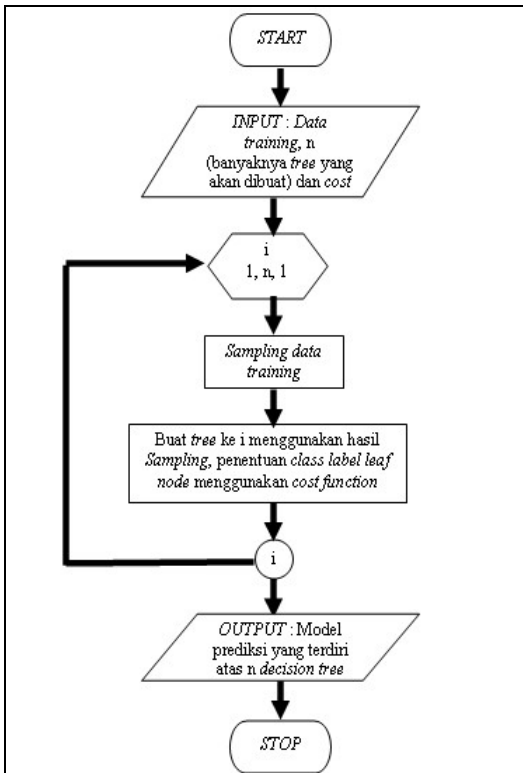 START
INPUT : Data
training, n
(banyaknya tree yang
akan dibuat) dan cost
i
1, n, 1
Sampling data
training
Buat tree ke i menggunakan hasil
Sampling, penentuan class label leaf
node menggunakan cost function
i
OUTPUT : Model
prediksi yang terdiri
atas n decision tree
STOP